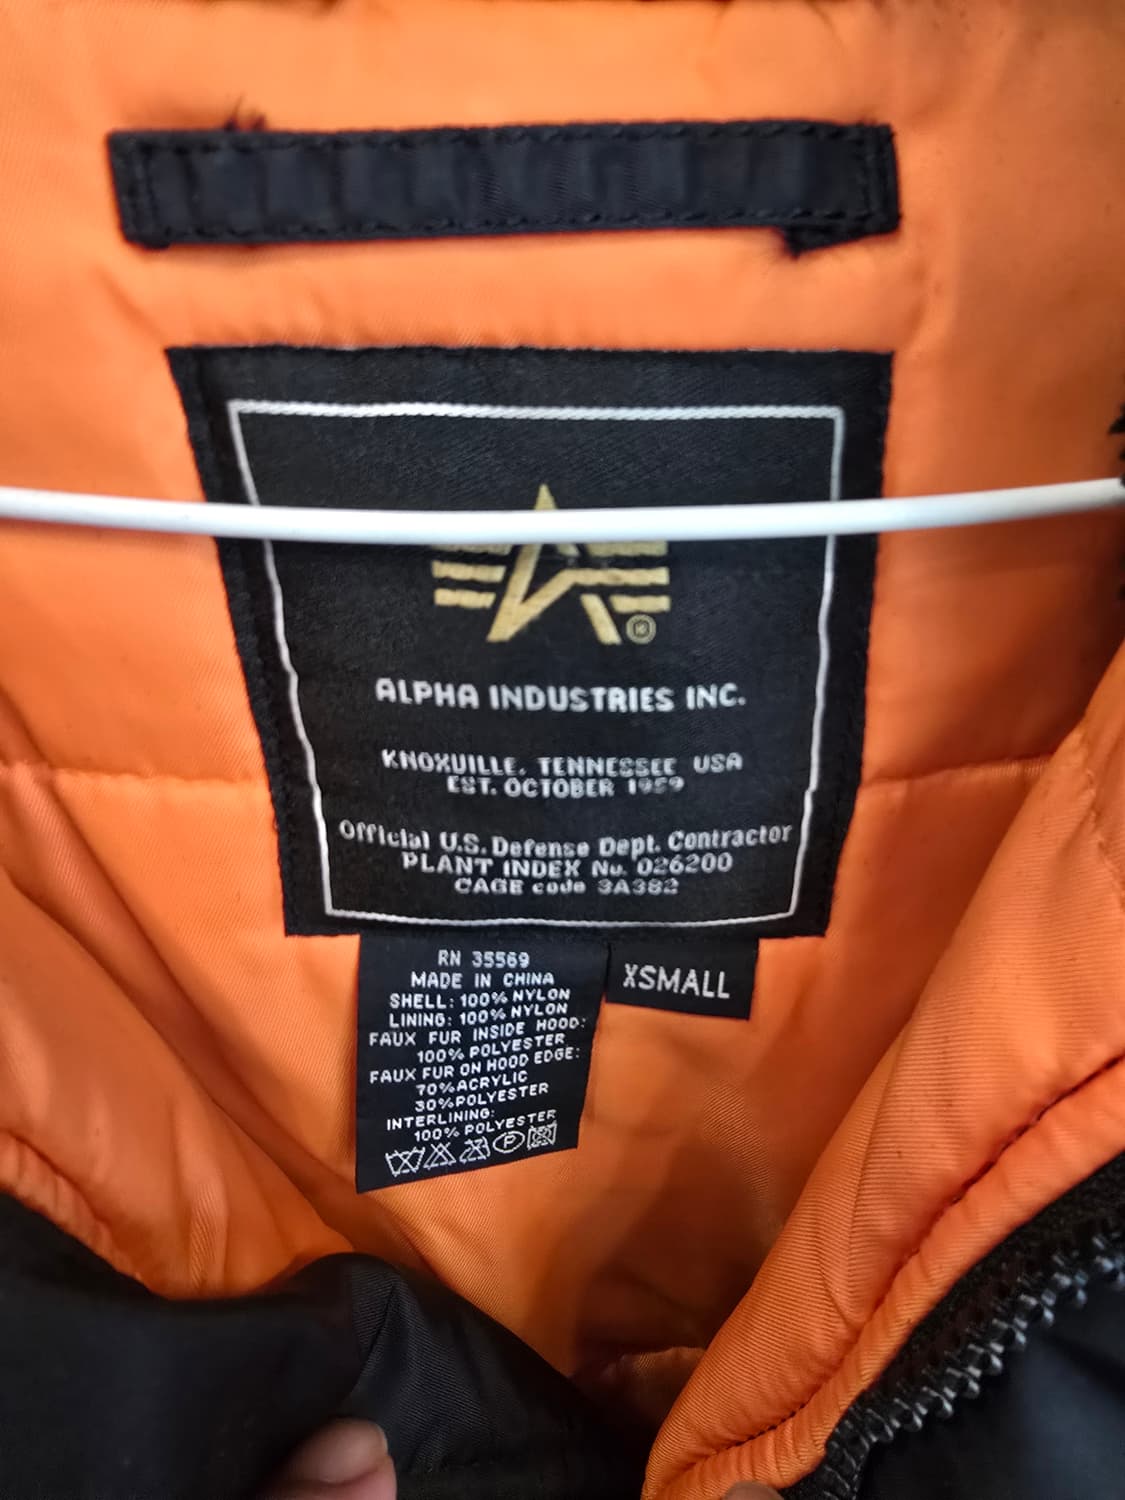 ALPHA INDUSTRIES INC.
KNOXVILLE, TENNESSEE USA
EST. OCTOBER 1959
Official U.S. Defense Dept. Contractor
PLANT INDEX No. 026200
CAGE code 3A382
RN 35569
MADE IN CHINA
SHELL: 100% NYLON
LINING: 100% NYLON
FAUX FUR INSIDE HOOD:
100% POLYESTER
FAUX FUR ON HOOD EDGE:
70%ACRYLIC
30%POLYESTER
INTERLINING:
100% POLYESTER
P
XSMALL